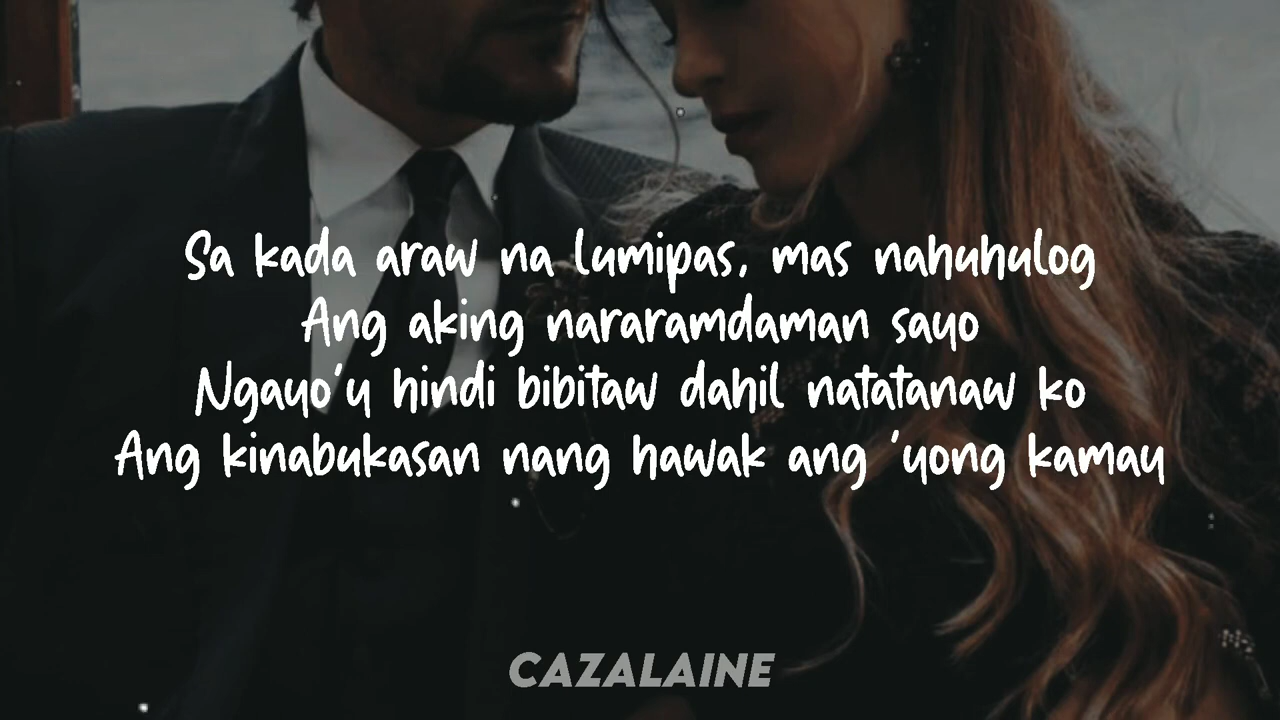 Sa kada araw na lumipas, mas nahuhulog
Ang aking nararamdaman sayo
Ngayo'y hindi bibitaw dahil natatanaw ko
Ang kinabukasan nang hawak ang 'yong kamay
CAZALAINE